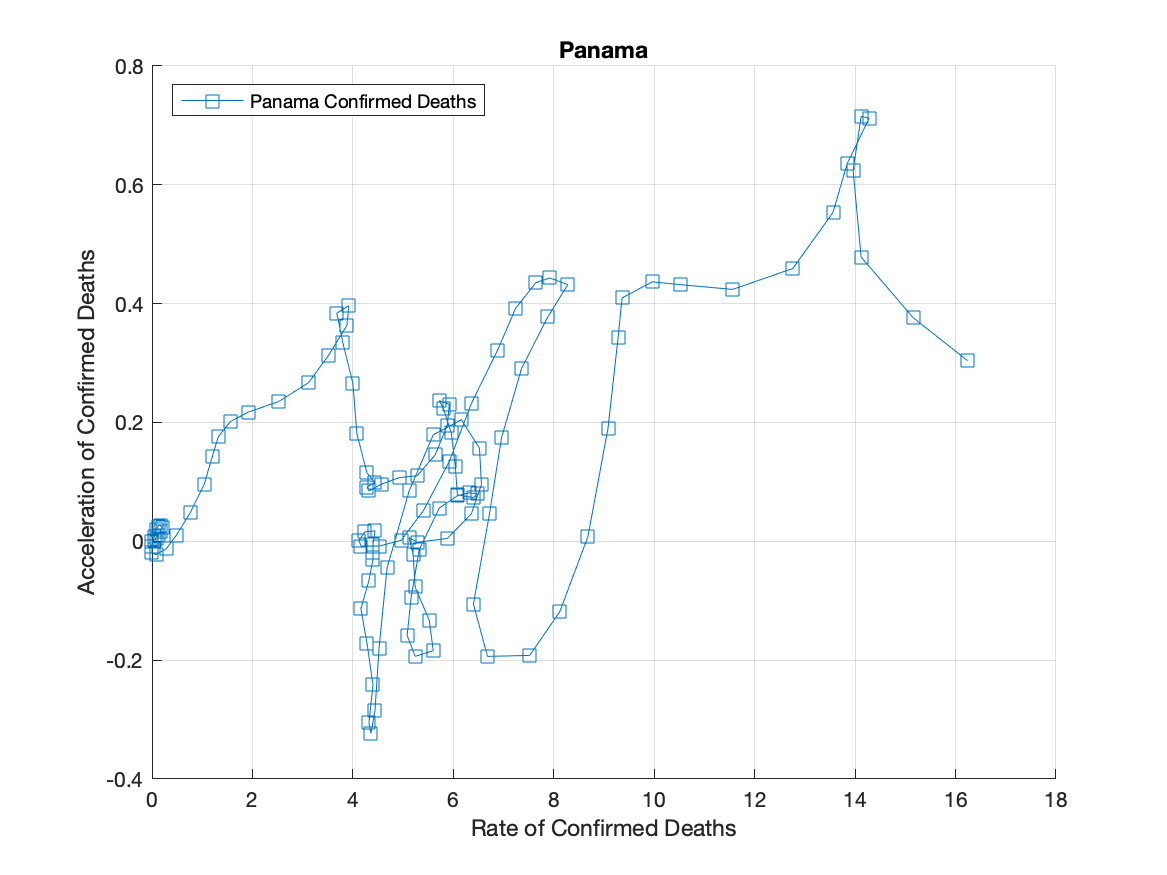 Panama
Panama Confirmed Deaths
Acceleration of Confirmed Deaths
0.8
0.6
0.4
0.2
0
-0.2
-0.4
0 2 4 6 8 10 12 14 16 18
Rate of Confirmed Deaths